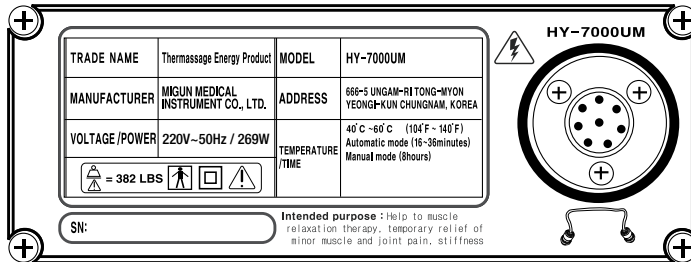 HY-7000UM
TRADE NAME
Thermassage Energy Product
MODEL
HY-7000UM
MANUFACTURER
MIGUN MEDICAL
INSTRUMENT CO., LTD.
ADDRESS
666-5 UNGAM-RI TONG-MYON
YEONGI-KUN CHUNGNAM, KOREA
VOLTAGE/POWER
220V~50Hz / 269W
TEMPERATURE
/TIME
40°C ~60°C (104°F ~ 140°F)
Automatic mode (16~36minutes)
Manual mode (8hours)
= 382 LBS
SN:
Intended purpose : Help to muscle
relaxation therapy, temporary relief of
minor muscle and joint pain, stiffness